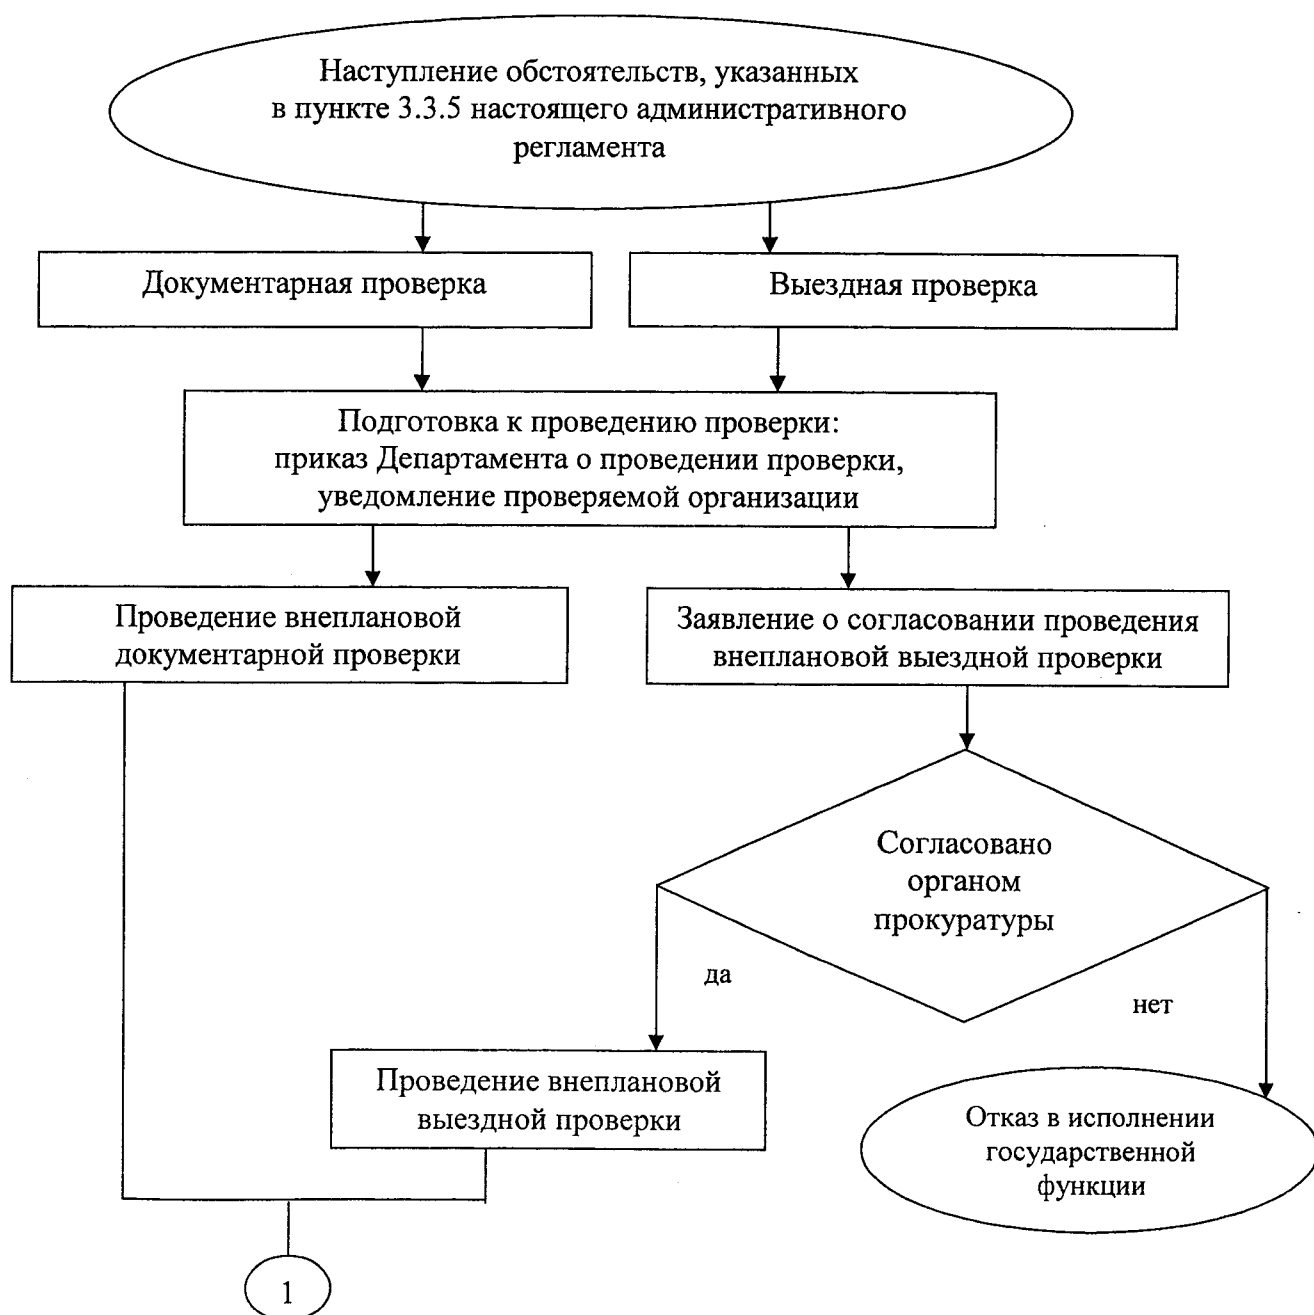 Наступление обстоятельств, указанных
в пункте 3.3.5 настоящего административного
регламента
Документарная проверка
Выездная проверка
Подготовка к проведению проверки:
приказ Департамента о проведении проверки,
уведомление проверяемой организации
Проведение внеплановой
документарной проверки
Заявление о согласовании проведения
внеплановой выездной проверки
Согласовано
органом
прокуратуры
да
нет
Проведение внеплановой
выездной проверки
Отказ в исполнении
государственной
функции
1